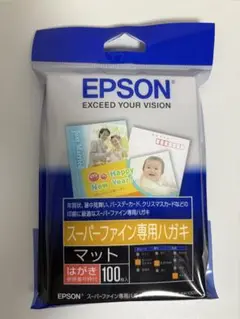 EPSON
EXCEED YOUR VISION
Happy
New Year!
年賀状、暑中見舞い、バースデーカード、クリスマスカードなどの
印刷に最適なスーパーファイン専用ハガキ
スーパーファイン専用ハガキ
マット
はがき
100枚入
EPSON スーパーファイン専用ハガキ